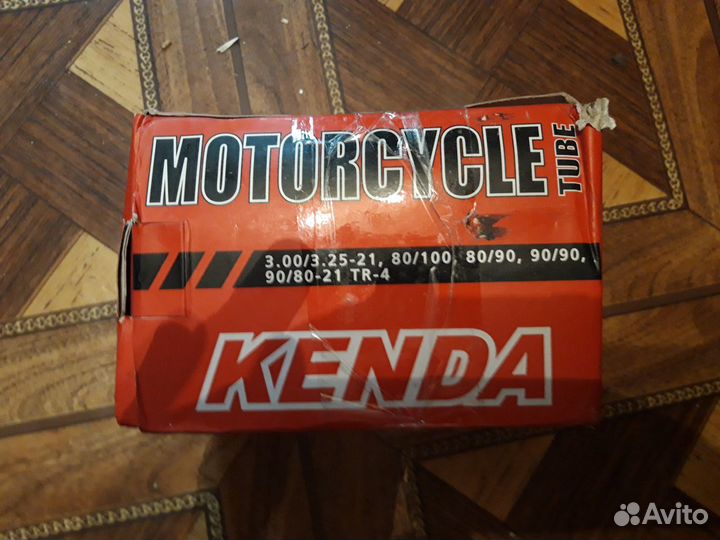 MOTORCYCLE TUBE
3.00/3.25-21, 80/100, 80/90, 90/90,
90/80-21 TR-4
KENDA
Avito